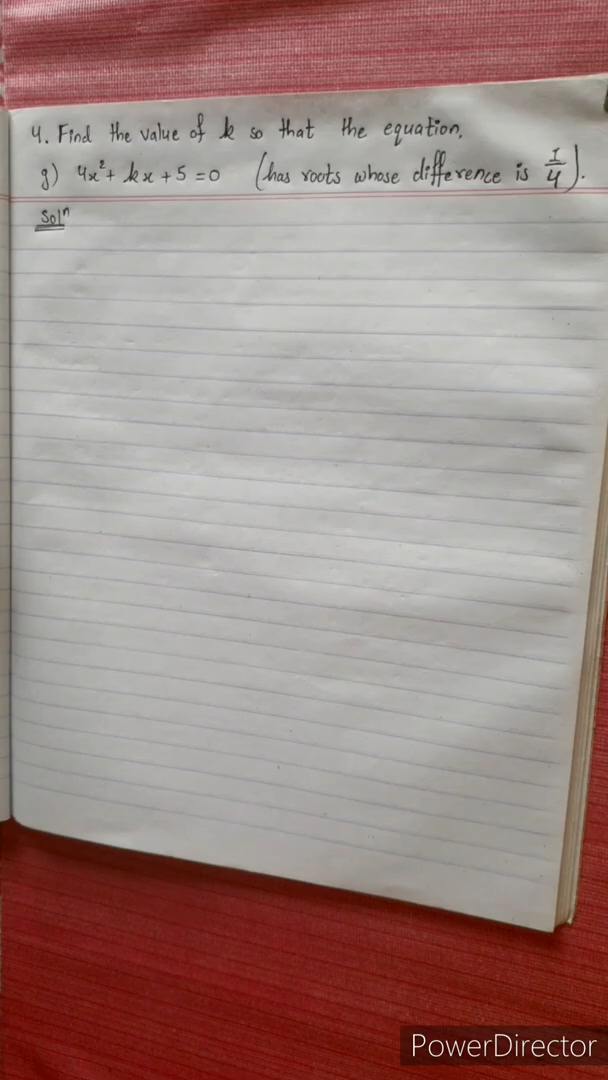 4. Find the value of k so that the equation,
g) 4x² + kx + 5 = 0 (has roots whose difference is 1/4).
Solⁿ
PowerDirector